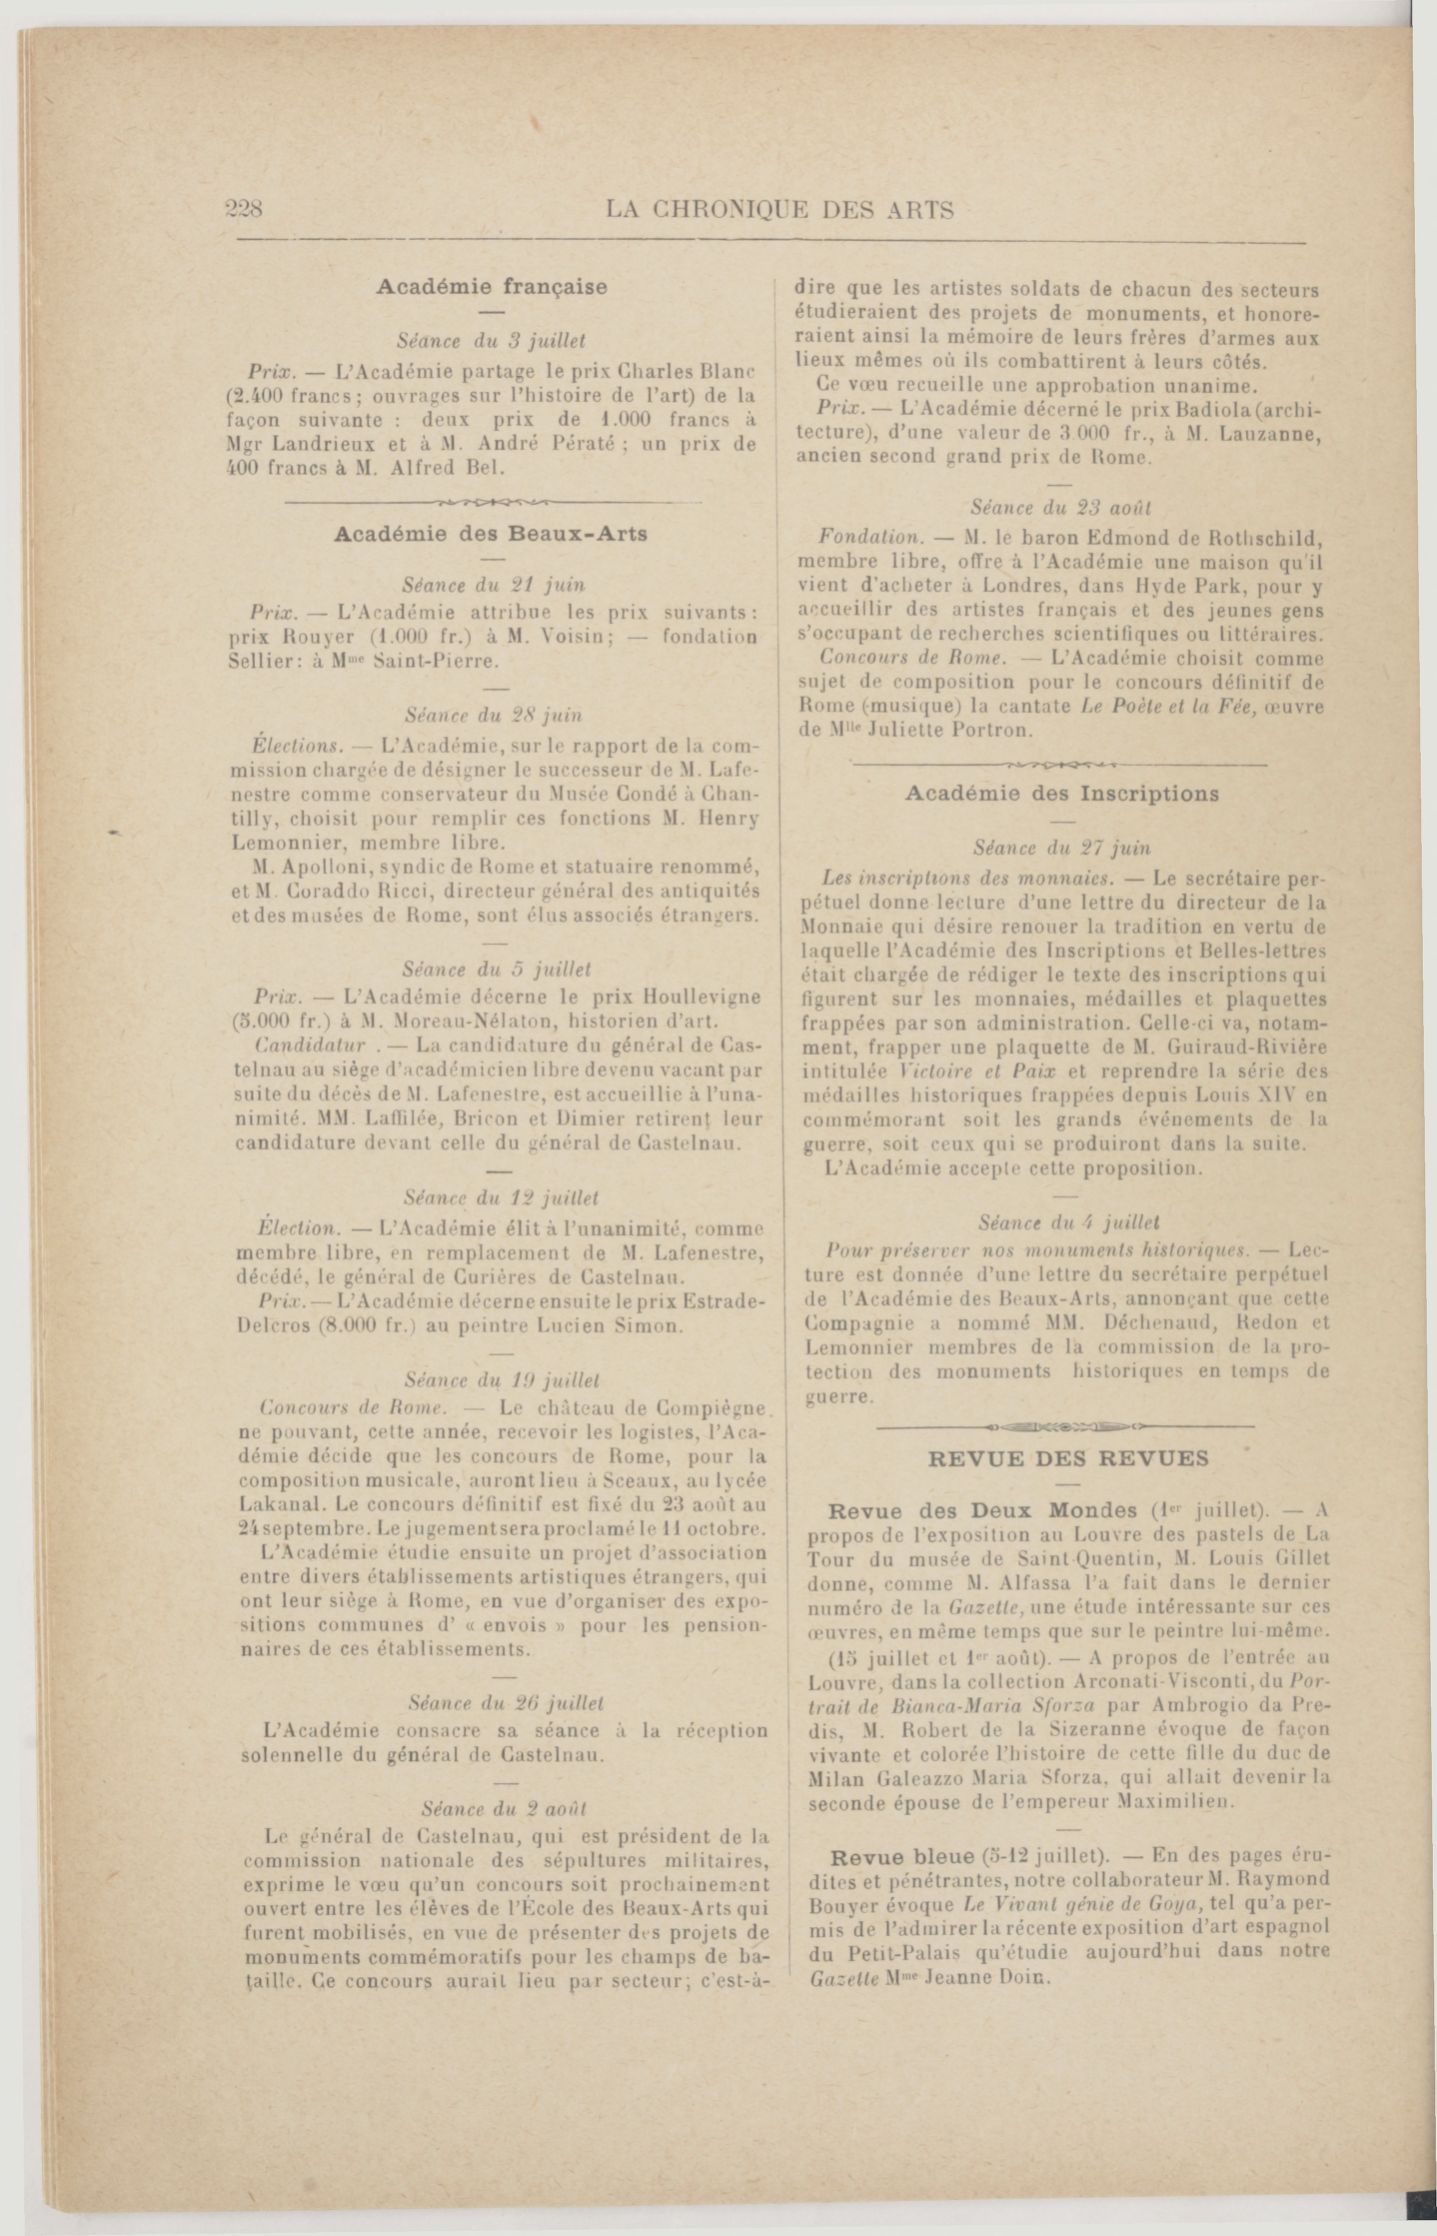 228
LA CHRONIQUE DES ARTS
Académie française
Séance du 3 juillet
Prix. — L'Académie partage le prix Charles Blanc
(2.400 francs; ouvrages sur l'histoire de l'art) de la
façon suivante : deux prix de 1.000 francs à
Mgr Landrieux et à M. André Pératé ; un prix de
400 francs à M. Alfred Bel.
Académie des Beaux-Arts
Séance du 21 juin
Prix. — L'Académie attribue les prix suivants :
prix Rouyer (1.000 fr.) à M. Voisin; — fondation
Sellier: à Mme Saint-Pierre.
Séance du 28 juin
Élections. — L'Académie, sur le rapport de la com-
mission chargée de désigner le successeur de M. Lafe-
nestre comme conservateur du Musée Condé à Chan-
tilly, choisit pour remplir ces fonctions M. Henry
Lemonnier, membre libre.
M. Apolloni, syndic de Rome et statuaire renommé,
et M. Coraddo Ricci, directeur général des antiquités
et des musées de Rome, sont élus associés étrangers.
Séance du 5 juillet
Prix. — L'Académie décerne le prix Houllevigne
(5.000 fr.) à M. Moreau-Nélaton, historien d'art.
Candidatur . — La candidature du général de Cas-
telnau au siège d'académicien libre devenu vacant par
suite du décès de M. Lafenestre, est accueillie à l'una-
nimité. MM. Laffilée, Bricon et Dimier retirent leur
candidature devant celle du général de Castelnau.
Séance du 12 juillet
Élection. — L'Académie élit à l'unanimité, comme
membre libre, en remplacement de M. Lafenestre,
décédé, le général de Curières de Castelnau.
Prix. — L'Académie décerne ensuite le prix Estrade-
Delcros (8.000 fr.) au peintre Lucien Simon.
Séance du 19 juillet
Concours de Rome. — Le château de Compiègne
ne pouvant, cette année, recevoir les logistes, l'Aca-
démie décide que les concours de Rome, pour la
composition musicale, auront lieu à Sceaux, au lycée
Lakanal. Le concours définitif est fixé du 23 août au
24 septembre. Le jugement sera proclamé le 11 octobre.
L'Académie étudie ensuite un projet d'association
entre divers établissements artistiques étrangers, qui
ont leur siège à Rome, en vue d'organiser des expo-
sitions communes d' « envois » pour les pension-
naires de ces établissements.
Séance du 26 juillet
L'Académie consacre sa séance à la réception
solennelle du général de Castelnau.
Séance du 2 août
Le général de Castelnau, qui est président de la
commission nationale des sépultures militaires,
exprime le vœu qu'un concours soit prochainement
ouvert entre les élèves de l'École des Beaux-Arts qui
furent mobilisés, en vue de présenter des projets de
monuments commémoratifs pour les champs de ba-
taille. Ce concours aurait lieu par secteur; c'est-à-
dire que les artistes soldats de chacun des secteurs
étudieraient des projets de monuments, et honore-
raient ainsi la mémoire de leurs frères d'armes aux
lieux mêmes où ils combattirent à leurs côtés.
Ce vœu recueille une approbation unanime.
Prix. — L'Académie décerné le prix Badiola (archi-
tecture), d'une valeur de 3.000 fr., à M. Lauzanne,
ancien second grand prix de Rome.
Séance du 23 août
Fondation. — M. le baron Edmond de Rothschild,
membre libre, offre à l'Académie une maison qu'il
vient d'acheter à Londres, dans Hyde Park, pour y
accueillir des artistes français et des jeunes gens
s'occupant de recherches scientifiques ou littéraires.
Concours de Rome. — L'Académie choisit comme
sujet de composition pour le concours définitif de
Rome (musique) la cantate Le Poète et la Fée, œuvre
de Mlle Juliette Portron.
Académie des Inscriptions
Séance du 27 juin
Les inscriptions des monnaies. — Le secrétaire per-
pétuel donne lecture d'une lettre du directeur de la
Monnaie qui désire renouer la tradition en vertu de
laquelle l'Académie des Inscriptions et Belles-lettres
était chargée de rédiger le texte des inscriptions qui
figurent sur les monnaies, médailles et plaquettes
frappées par son administration. Celle-ci va, notam-
ment, frapper une plaquette de M. Guiraud-Rivière
intitulée Victoire et Paix et reprendre la série des
médailles historiques frappées depuis Louis XIV en
commémorant soit les grands événements de la
guerre, soit ceux qui se produiront dans la suite.
L'Académie accepte cette proposition.
Séance du 4 juillet
Pour préserver nos monuments historiques. — Lec-
ture est donnée d'une lettre du secrétaire perpétuel
de l'Académie des Beaux-Arts, annonçant que cette
Compagnie a nommé MM. Déchenaud, Redon et
Lemonnier membres de la commission de la pro-
tection des monuments historiques en temps de
guerre.
REVUE DES REVUES
Revue des Deux Mondes (1er juillet). — A
propos de l'exposition au Louvre des pastels de La
Tour du musée de Saint-Quentin, M. Louis Gillet
donne, comme M. Alfassa l'a fait dans le dernier
numéro de la Gazette, une étude intéressante sur ces
œuvres, en même temps que sur le peintre lui-même.
(15 juillet et 1er août). — A propos de l'entrée au
Louvre, dans la collection Arconati-Visconti, du Por-
trait de Bianca-Maria Sforza par Ambrogio da Pre-
dis, M. Robert de la Sizeranne évoque de façon
vivante et colorée l'histoire de cette fille du duc de
Milan Galeazzo Maria Sforza, qui allait devenir la
seconde épouse de l'empereur Maximilien.
Revue bleue (5-12 juillet). — En des pages éru-
dites et pénétrantes, notre collaborateur M. Raymond
Bouyer évoque Le Vivant génie de Goya, tel qu'a per-
mis de l'admirer la récente exposition d'art espagnol
du Petit-Palais qu'étudie aujourd'hui dans notre
Gazette Mme Jeanne Doin.